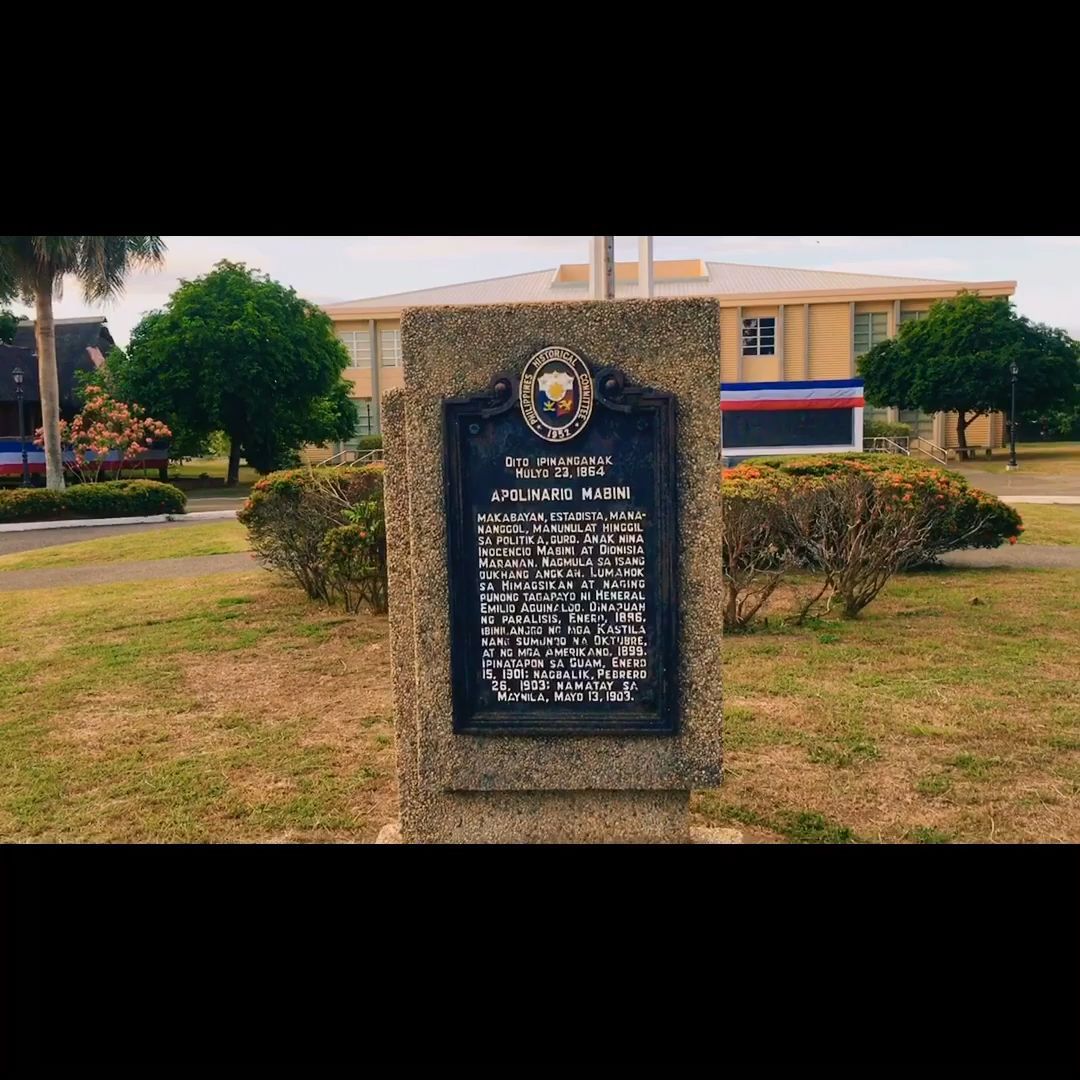 PHILIPPINES HISTORICAL COMMITTEE
1952
DITO IPINANGANAK
HULYO 23, 1864
APOLINARIO MABINI
MAKABAYAN, ESTADISTA, MANA-
NANGGOL, MANUNULAT HINGGIL
SA POLITIKA, GURO. ANAK NINA
INOCENCIO MABINI AT DIONISIA
MARANAN. NAGMULA SA ISANG
DUKHANG ANGKAH. LUMAHOK
SA HIMAGSIKAN AT NAGING
PUNONG TAGAPAYO NI HENERAL
EMILIO AGUINALDO. DINAPUAN
NG PARALISIS, ENERO, 1896.
IBINILANGGO NG MGA KASTILA
NANG SUMUNOD NA OKTUBRE,
AT NG MGA AMERIKANO, 1899.
IPINATAPON SA GUAM, ENERO
15, 1901; NAGBALIK, PEBRERO
26, 1903; NAMATAY SA
MAYNILA, MAYO 13, 1903.